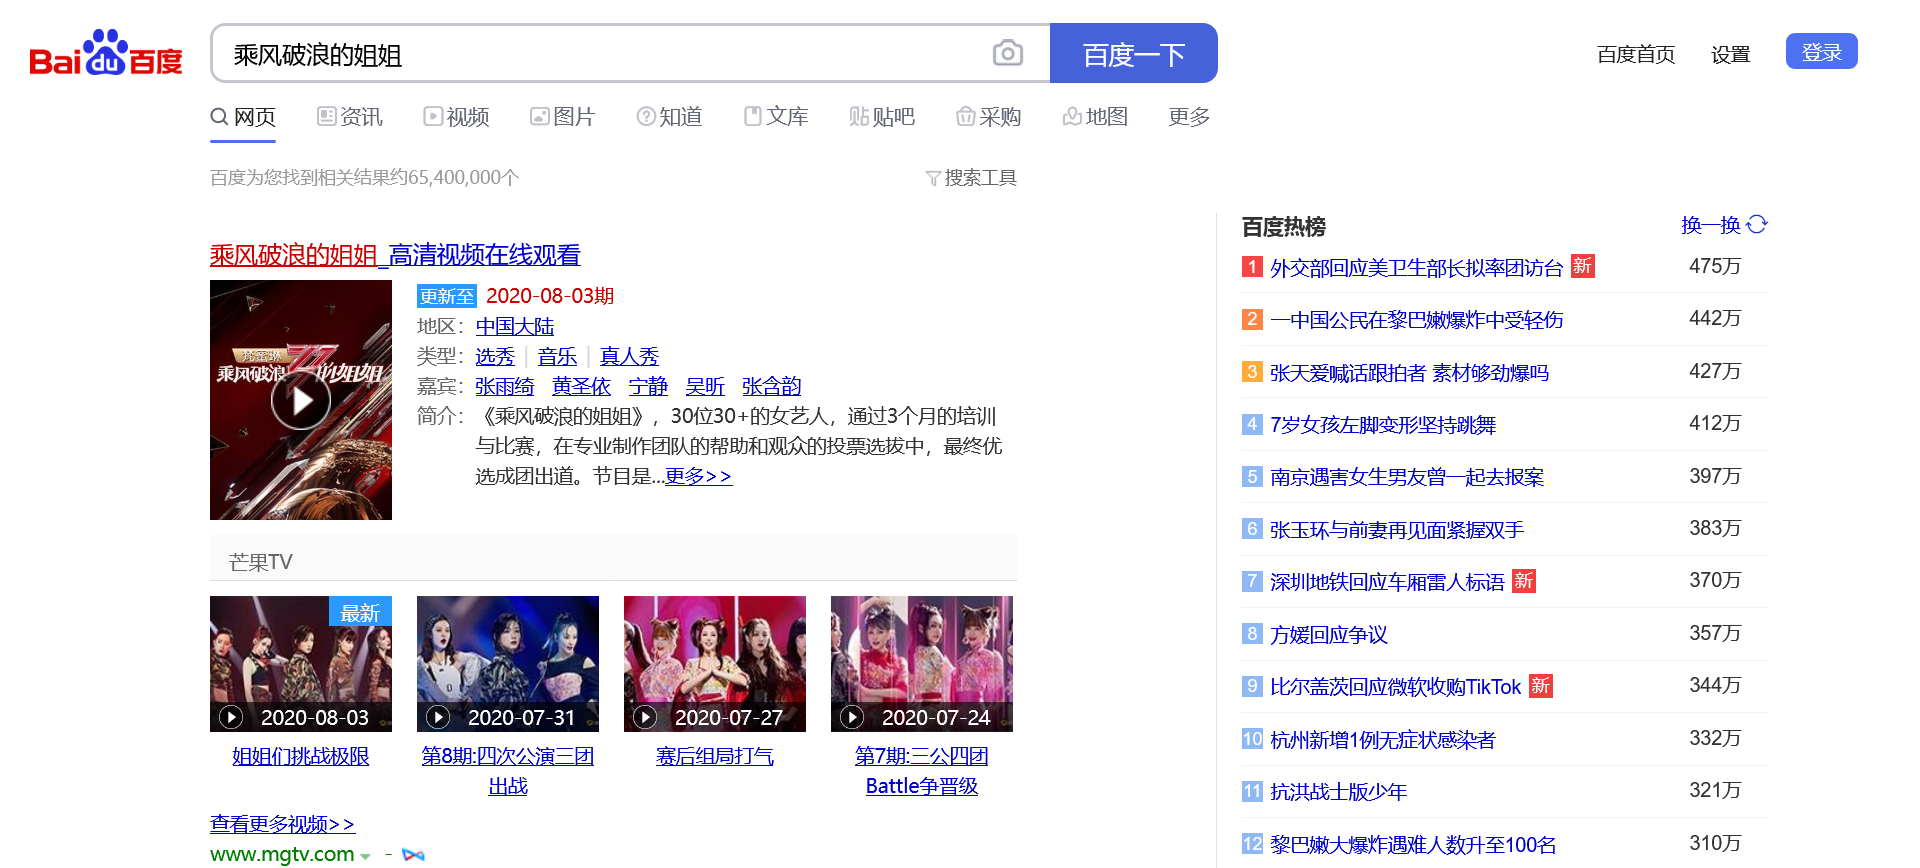 Bai du 百度
乘风破浪的姐姐
百度一下
百度首页 设置 登录
网页 资讯 视频 图片 知道 文库 贴吧 采购 地图 更多
百度为您找到相关结果约65,400,000个
搜索工具
乘风破浪的姐姐_高清视频在线观看
乘风破浪的姐姐
更新至 2020-08-03期
地区： 中国大陆
类型： 选秀 | 音乐 | 真人秀
嘉宾： 张雨绮 黄圣依 宁静 吴昕 张含韵
简介： 《乘风破浪的姐姐》，30位30+的女艺人，通过3个月的培训
与比赛，在专业制作团队的帮助和观众的投票选拔中，最终优
选成团出道。节目是...更多>>
芒果TV
最新
2020-08-03
姐姐们挑战极限
2020-07-31
第8期:四次公演三团
出战
2020-07-27
赛后组局打气
2020-07-24
第7期:三公四团
Battle争晋级
查看更多视频>>
www.mgtv.com -
百度热榜 换一换
1 外交部回应美卫生部长拟率团访台 新 475万
2 一中国公民在黎巴嫩爆炸中受轻伤 442万
3 张天爱喊话跟拍者 素材够劲爆吗 427万
4 7岁女孩左脚变形坚持跳舞 412万
5 南京遇害女生男友曾一起去报案 397万
6 张玉环与前妻再见面紧握双手 383万
7 深圳地铁回应车厢雷人标语 新 370万
8 方媛回应争议 357万
9 比尔盖茨回应微软收购TikTok 新 344万
10 杭州新增1例无症状感染者 332万
11 抗洪战士版少年 321万
12 黎巴嫩大爆炸遇难人数升至100名 310万